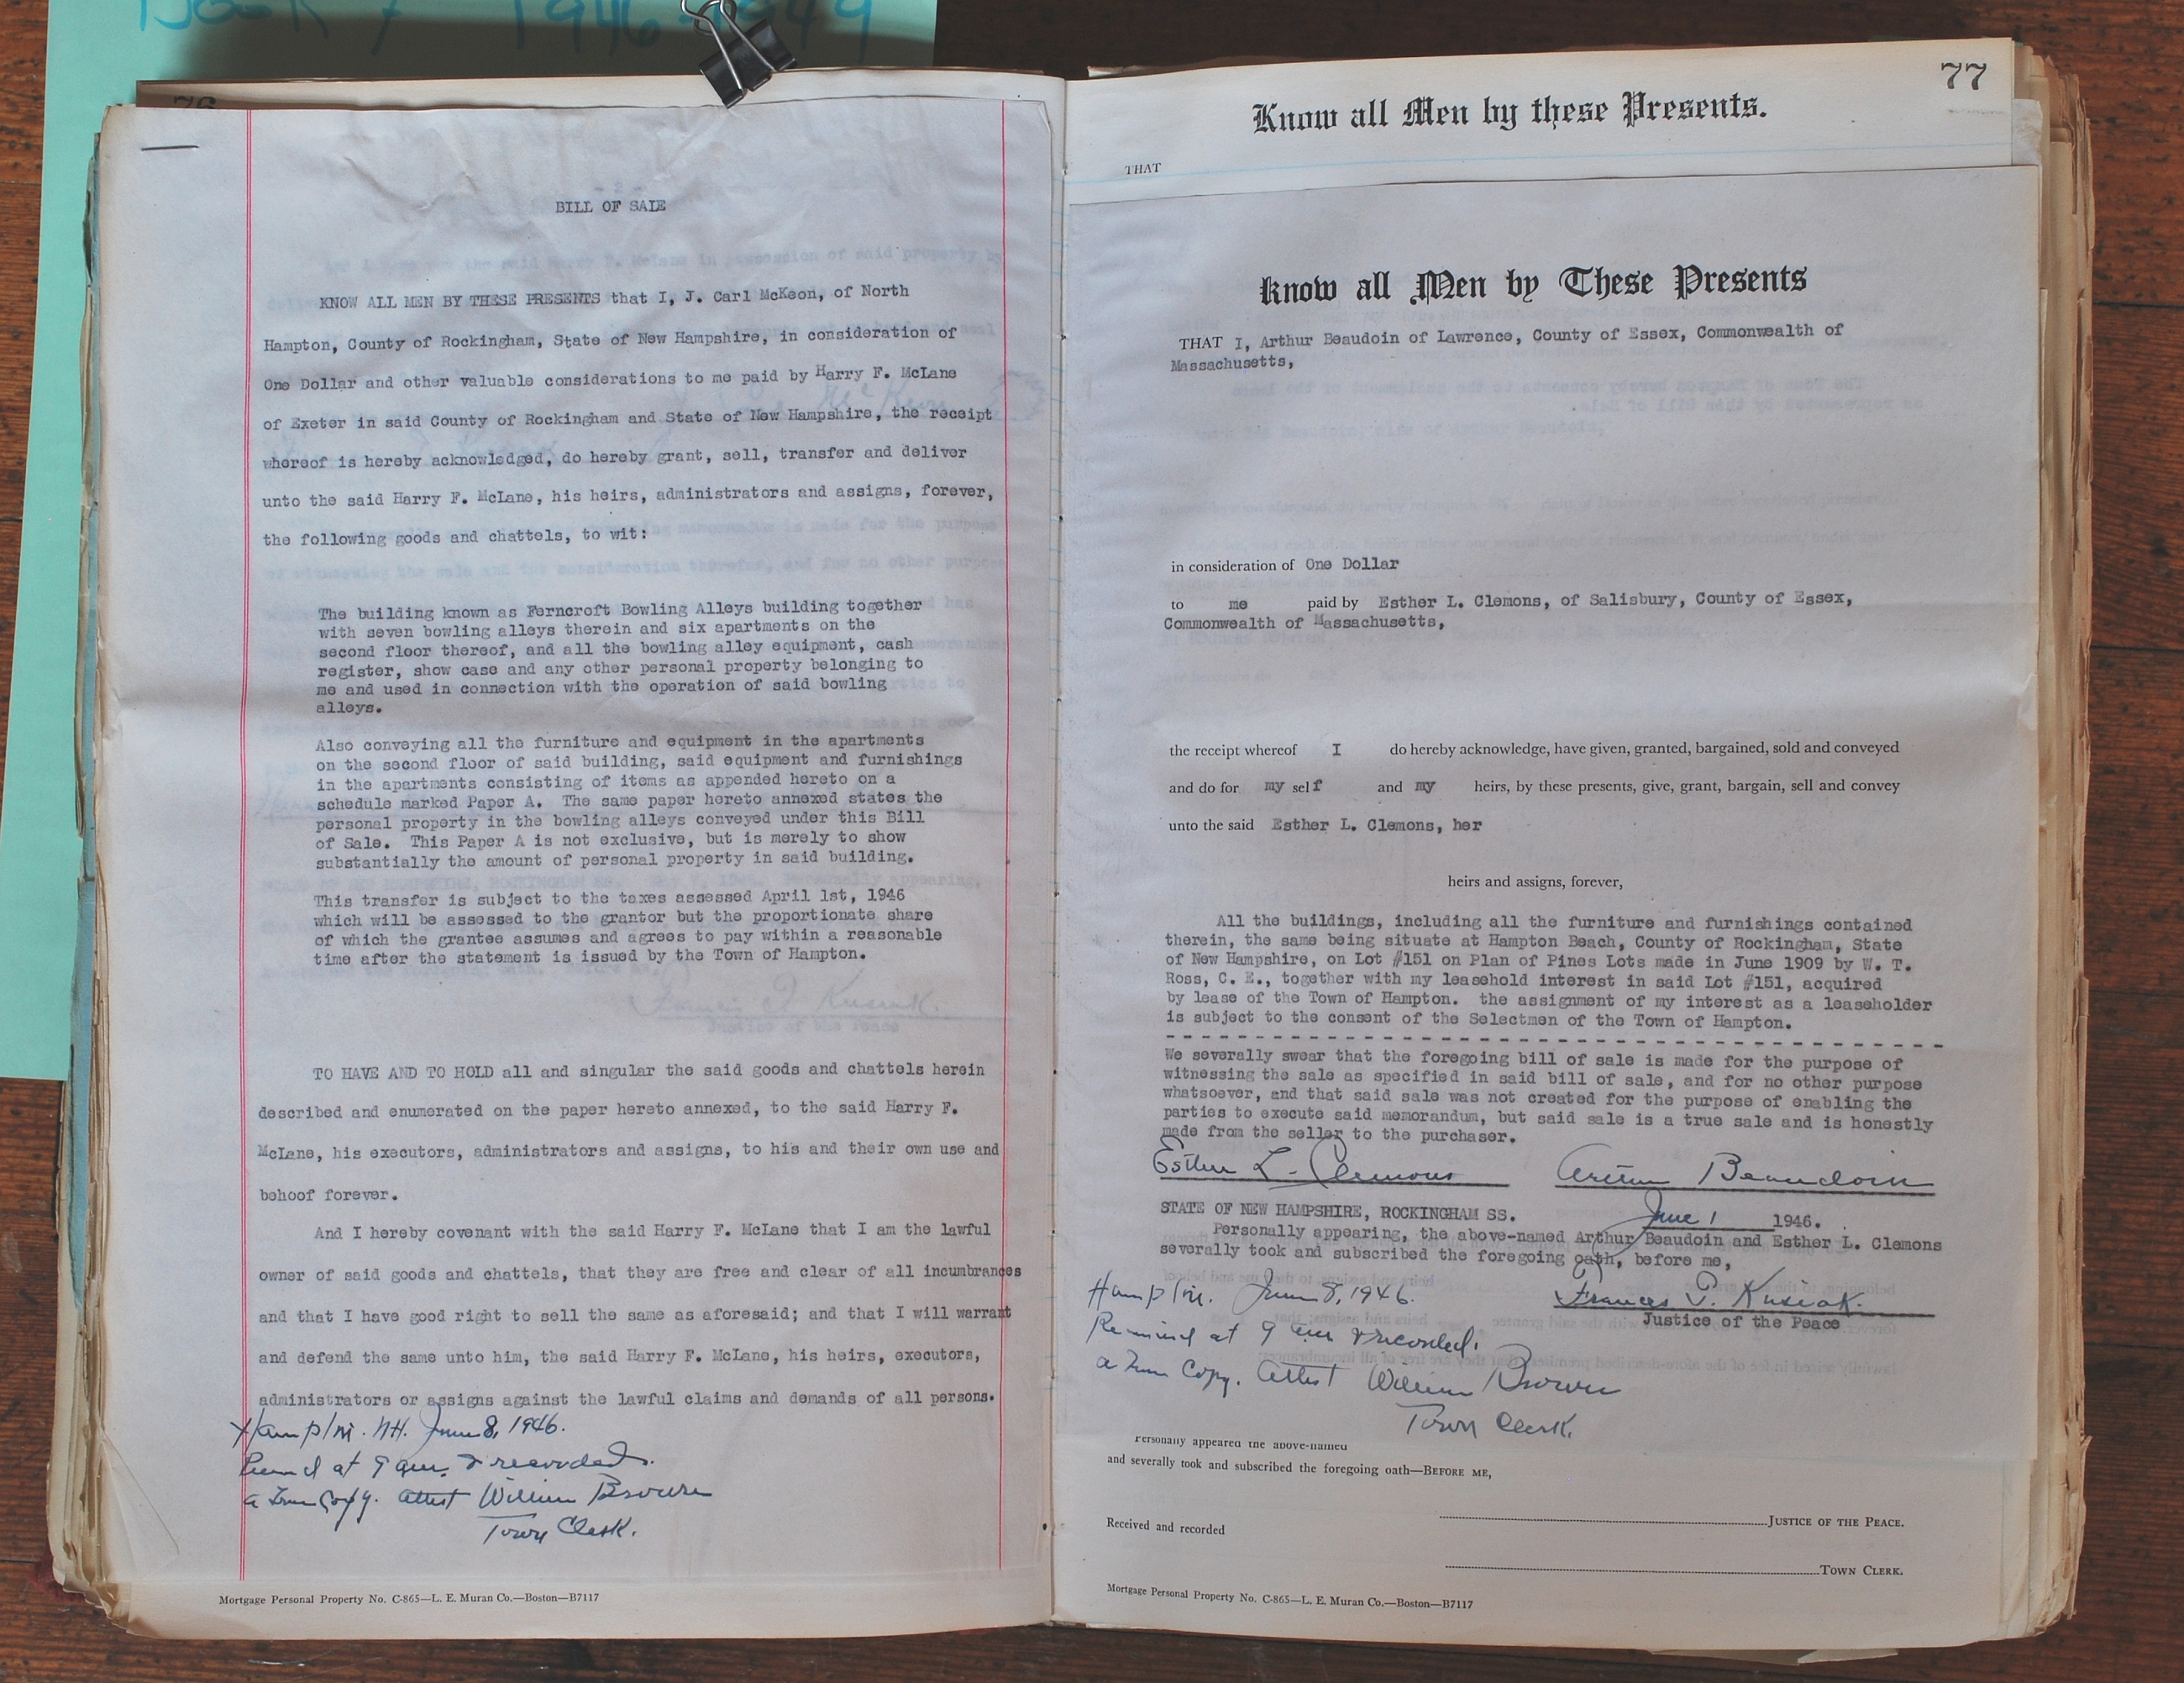 Book 7 1946-1949
76
BILL OF SALE
KNOW ALL MEN BY THESE PRESENTS that I, J. Carl McKeon, of North
Hampton, County of Rockingham, State of New Hampshire, in consideration of
One Dollar and other valuable considerations to me paid by Harry F. McLane
of Exeter in said County of Rockingham and State of New Hampshire, the receipt
whereof is hereby acknowledged, do hereby grant, sell, transfer and deliver
unto the said Harry F. McLane, his heirs, administrators and assigns, forever,
the following goods and chattels, to wit:
The building known as Ferncroft Bowling Alleys building together
with seven bowling alleys therein and six apartments on the
second floor thereof, and all the bowling alley equipment, cash
register, show case and any other personal property belonging to
me and used in connection with the operation of said bowling
alleys.
Also conveying all the furniture and equipment in the apartments
on the second floor of said building, said equipment and furnishings
in the apartments consisting of items as appended hereto on a
schedule marked Paper A. The same paper hereto annexed states the
personal property in the bowling alleys conveyed under this Bill
of Sale. This Paper A is not exclusive, but is merely to show
substantially the amount of personal property in said building.
This transfer is subject to the taxes assessed April 1st, 1946
which will be assessed to the grantor but the proportionate share
of which the grantee assumes and agrees to pay within a reasonable
time after the statement is issued by the Town of Hampton.
TO HAVE AND TO HOLD all and singular the said goods and chattels herein
described and enumerated on the paper hereto annexed, to the said Harry F.
McLane, his executors, administrators and assigns, to his and their own use and
behoof forever.
And I hereby covenant with the said Harry F. McLane that I am the lawful
owner of said goods and chattels, that they are free and clear of all incumbrances
and that I have good right to sell the same as aforesaid; and that I will warrant
and defend the same unto him, the said Harry F. McLane, his heirs, executors,
administrators or assigns against the lawful claims and demands of all persons.
Hampton. NH. June 8, 1946.
Received at 9 am. & recorded.
a True Copy. Attest William Brown
Town Clerk.
Mortgage Personal Property No. C-865—L. E. Muran Co.—Boston—B7117
77
Know all Men by these Presents.
THAT
Know all Men by These Presents
THAT I, Arthur Beaudoin of Lawrence, County of Essex, Commonwealth of
Massachusetts,
in consideration of One Dollar
to me paid by Esther L. Clemons, of Salisbury, County of Essex,
Commonwealth of Massachusetts,
the receipt whereof I do hereby acknowledge, have given, granted, bargained, sold and conveyed
and do for my self and my heirs, by these presents, give, grant, bargain, sell and convey
unto the said Esther L. Clemons, her
heirs and assigns, forever,
All the buildings, including all the furniture and furnishings contained
therein, the same being situate at Hampton Beach, County of Rockingham, State
of New Hampshire, on Lot #151 on Plan of Pines Lots made in June 1909 by W. T.
Ross, C. E., together with my leasehold interest in said Lot #151, acquired
by lease of the Town of Hampton. the assignment of my interest as a leaseholder
is subject to the consent of the Selectmen of the Town of Hampton.
We severally swear that the foregoing bill of sale is made for the purpose of
witnessing the sale as specified in said bill of sale, and for no other purpose
whatsoever, and that said sale was not created for the purpose of enabling the
parties to execute said memorandum, but said sale is a true sale and is honestly
made from the seller to the purchaser.
Esther L. Clemons Arthur Beaudoin
STATE OF NEW HAMPSHIRE, ROCKINGHAM SS. June 1 1946.
Personally appearing, the above-named Arthur Beaudoin and Esther L. Clemons
severally took and subscribed the foregoing oath, before me,
Frances P. Kusiak.
Justice of the Peace
Hampton. June 8, 1946.
Received at 9 am & recorded.
a True Copy. Attest William Brown
Town Clerk.
Personally appeared the above-named
and severally took and subscribed the foregoing oath—BEFORE ME,
JUSTICE OF THE PEACE.
Received and recorded
TOWN CLERK.
Mortgage Personal Property No. C-865—L. E. Muran Co.—Boston—B7117